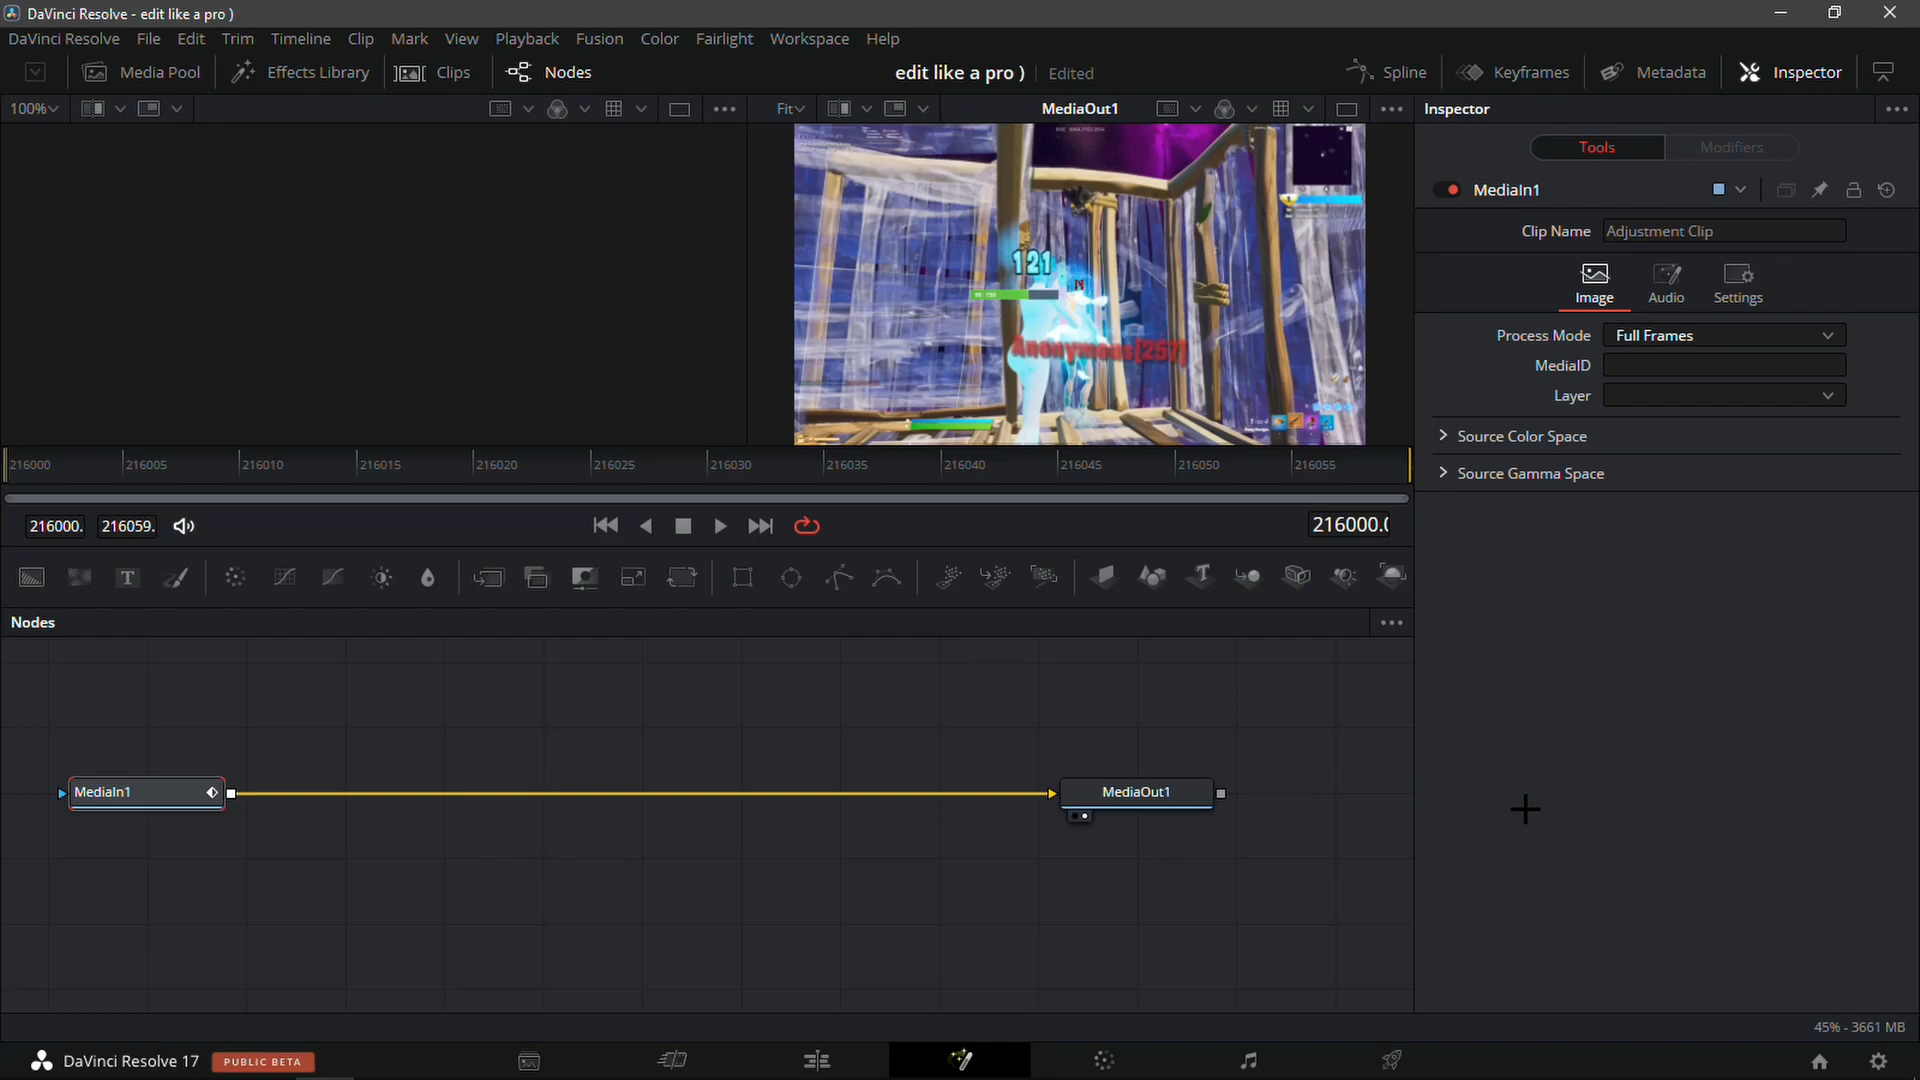 DaVinci Resolve - edit like a pro )
DaVinci Resolve File Edit Trim Timeline Clip Mark View Playback Fusion Color Fairlight Workspace Help
Media Pool Effects Library Clips Nodes edit like a pro ) Edited Spline Keyframes Metadata Inspector
100% Fit MediaOut1 Inspector
Tools Modifiers
MediaIn1
Clip Name Adjustment Clip
Image Audio Settings
Process Mode Full Frames
MediaID
Layer
Source Color Space
Source Gamma Space
121
Anonymous[257]
216000 216005 216010 216015 216020 216025 216030 216035 216040 216045 216050 216055
216000. 216059. 216000.0
T T
Nodes
MediaIn1 MediaOut1
45% - 3661 MB
DaVinci Resolve 17 PUBLIC BETA